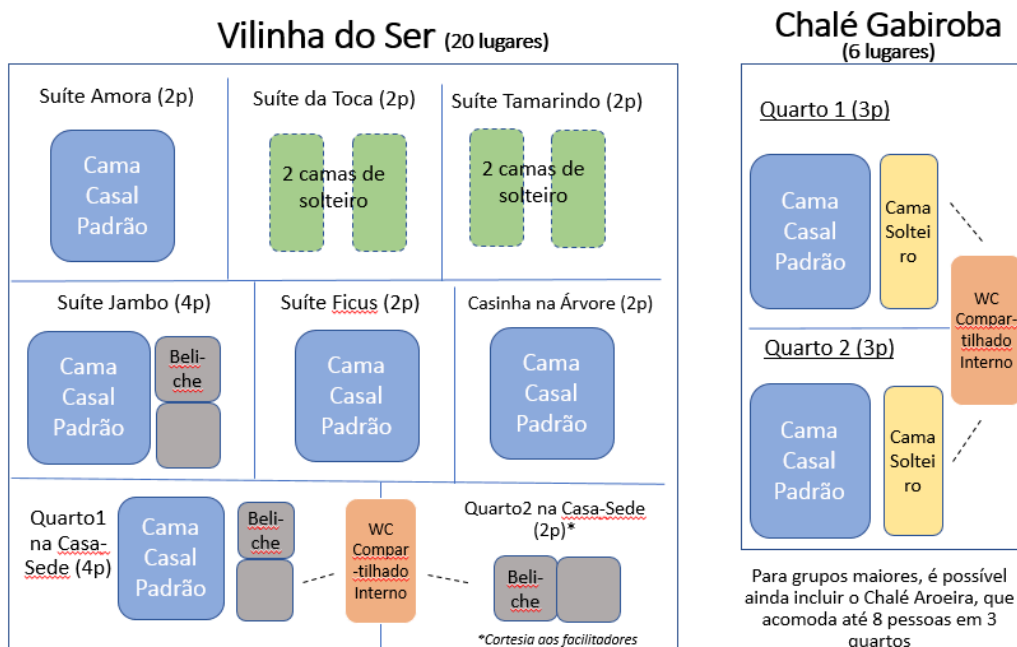 Vilinha do Ser (20 lugares)
Suíte Amora (2p)
Cama
Casal
Padrão
Suíte da Toca (2p)
2 camas de
solteiro
Suíte Tamarindo (2p)
2 camas de
solteiro
Suíte Jambo (4p)
Cama
Casal
Padrão
Beli-
che
Suíte Ficus (2p)
Cama
Casal
Padrão
Casinha na Árvore (2p)
Cama
Casal
Padrão
Quarto1
na Casa-
Sede (4p)
Cama
Casal
Padrão
Beli-
che
WC
Compar
-tilhado
Interno
Quarto2 na Casa-Sede
(2p)*
Beli-
che
*Cortesia aos facilitadores
Chalé Gabiroba
(6 lugares)
Quarto 1 (3p)
Cama
Casal
Padrão
Cama
Soltei
ro
WC
Compar-
tilhado
Interno
Quarto 2 (3p)
Cama
Casal
Padrão
Cama
Soltei
ro
Para grupos maiores, é possível
ainda incluir o Chalé Aroeira, que
acomoda até 8 pessoas em 3
quartos